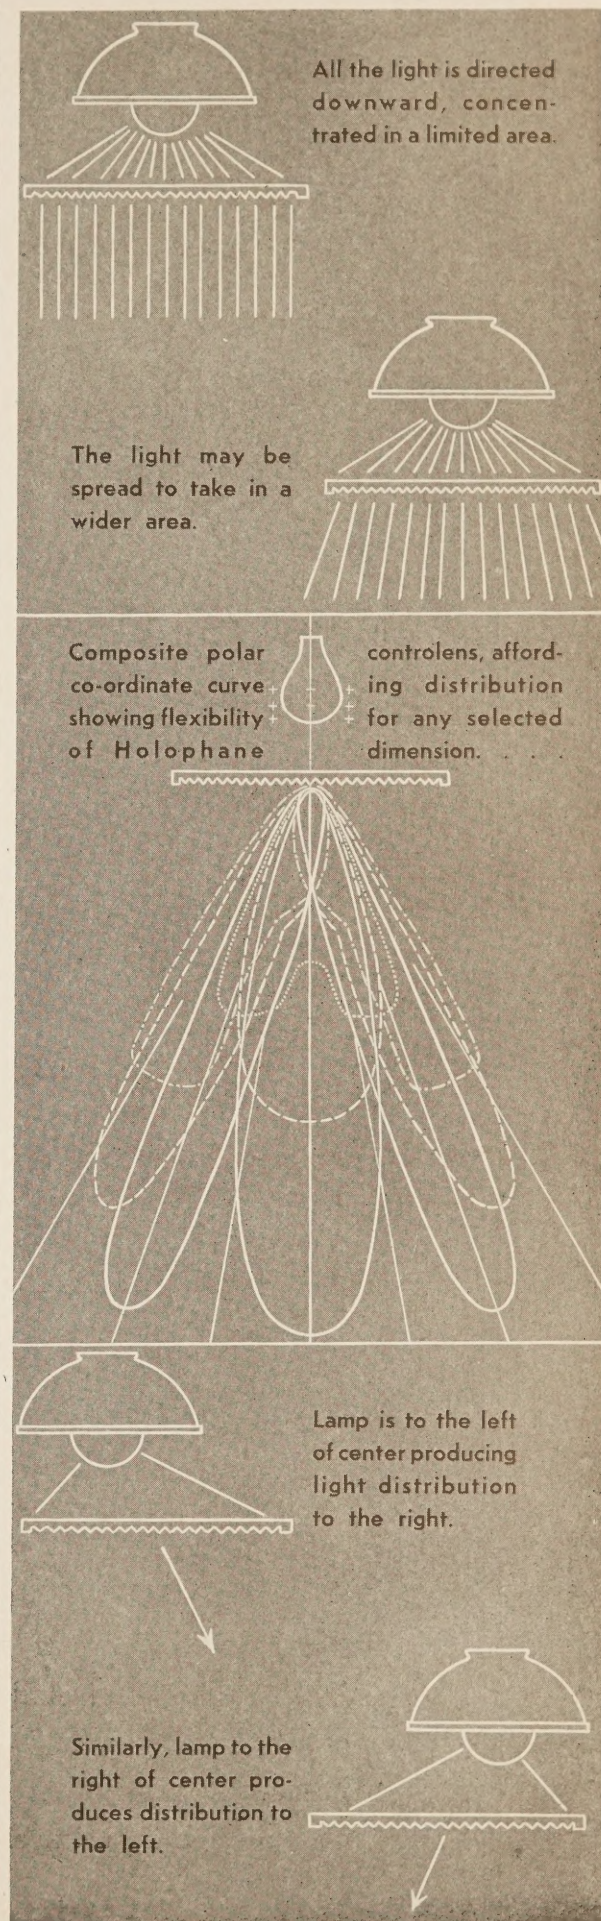 All the light is directed
downward, concen-
trated in a limited area.
The light may be
spread to take in a
wider area.
Composite polar
co-ordinate curve
showing flexibility
of Holophane
controlens, afford-
ing distribution
for any selected
dimension. . . .
Lamp is to the left
of center producing
light distribution
to the right.
Similarly, lamp to the
right of center pro-
duces distribution to
the left.